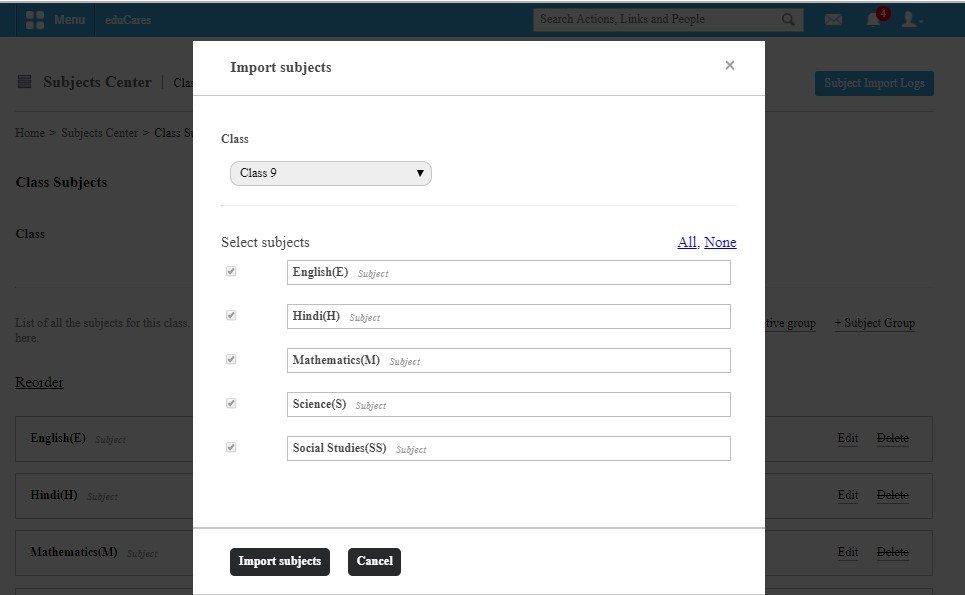 Menu eduCares Search Actions, Links and People 4
Import subjects ×
Subjects Center Subject Import Logs
Home > Subjects Center > Class
Class
Class 9
Class Subjects
Class
Select subjects All, None
English(E) Subject
Hindi(H) Subject
Mathematics(M) Subject
Science(S) Subject
Social Studies(SS) Subject
List of all the subjects for this class. group + Subject Group
here.
Reorder
English(E) Subject Edit Delete
Hindi(H) Subject Edit Delete
Mathematics(M) Subject Edit Delete
Import subjects Cancel